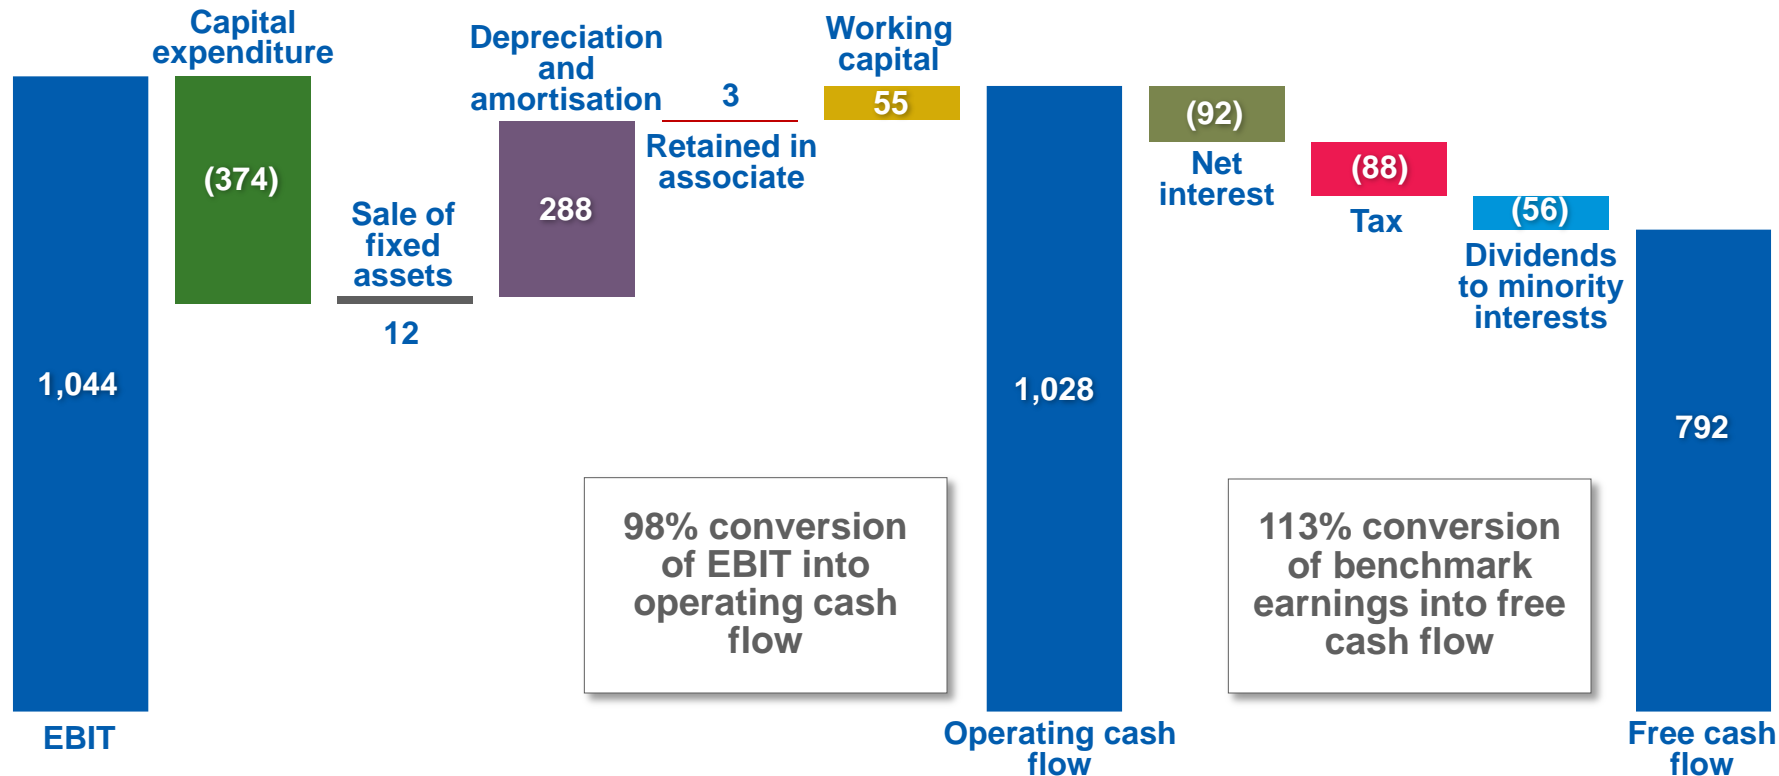 Capital
expenditure
(374)
Sale of
fixed
assets
12
Depreciation
and
amortisation
288
3
Retained in
associate
Working
capital
55
1,044
EBIT
98% conversion
of EBIT into
operating cash
flow
1,028
Operating cash
flow
(92)
Net
interest
(88)
Tax
(56)
Dividends
to minority
interests
113% conversion
of benchmark
earnings into free
cash flow
792
Free cash
flow